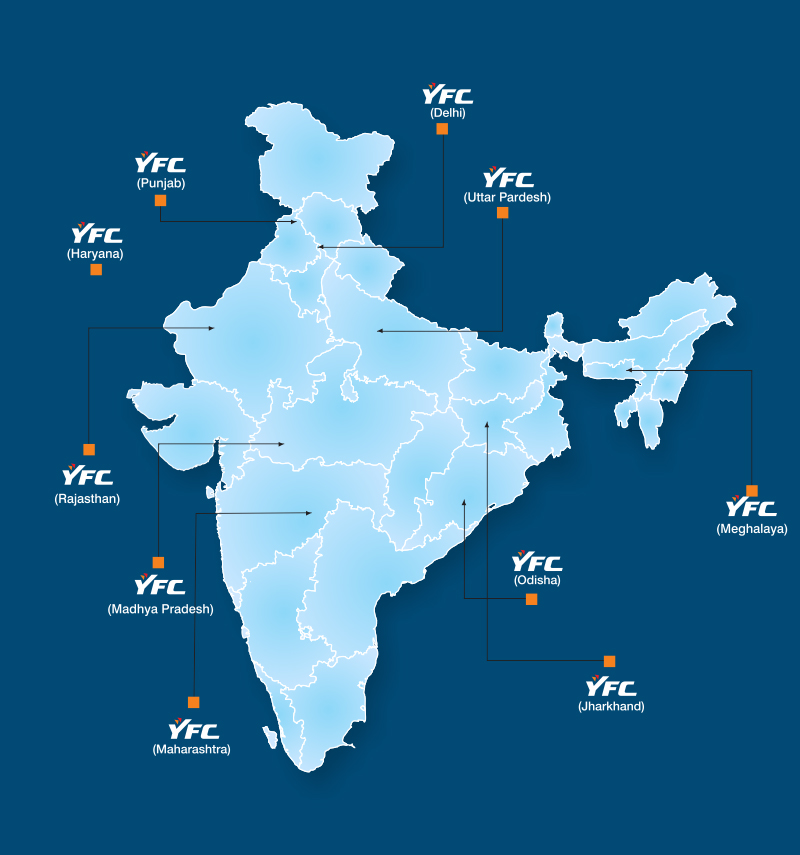 YFC
(Delhi)
YFC
(Punjab)
YFC
(Uttar Pardesh)
YFC
(Haryana)
YFC
(Rajasthan)
YFC
(Meghalaya)
YFC
(Odisha)
YFC
(Madhya Pradesh)
YFC
(Jharkhand)
YFC
(Maharashtra)